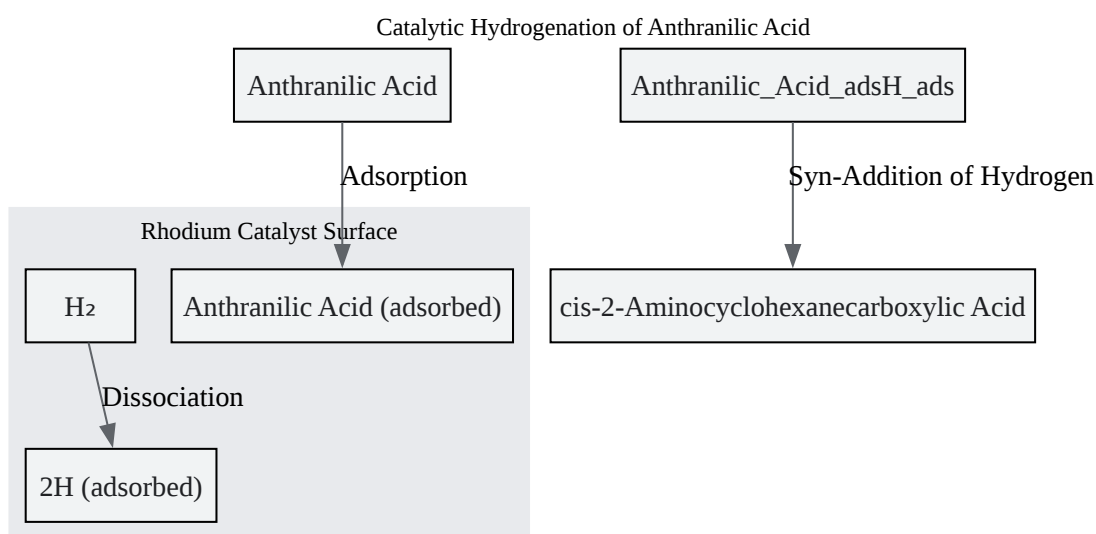 Catalytic Hydrogenation of Anthranilic Acid
Anthranilic Acid
Anthranilic_Acid_adsH_ads
Adsorption
Syn-Addition of Hydrogen
Rhodium Catalyst Surface
H₂
Anthranilic Acid (adsorbed)
cis-2-Aminocyclohexanecarboxylic Acid
Dissociation
2H (adsorbed)